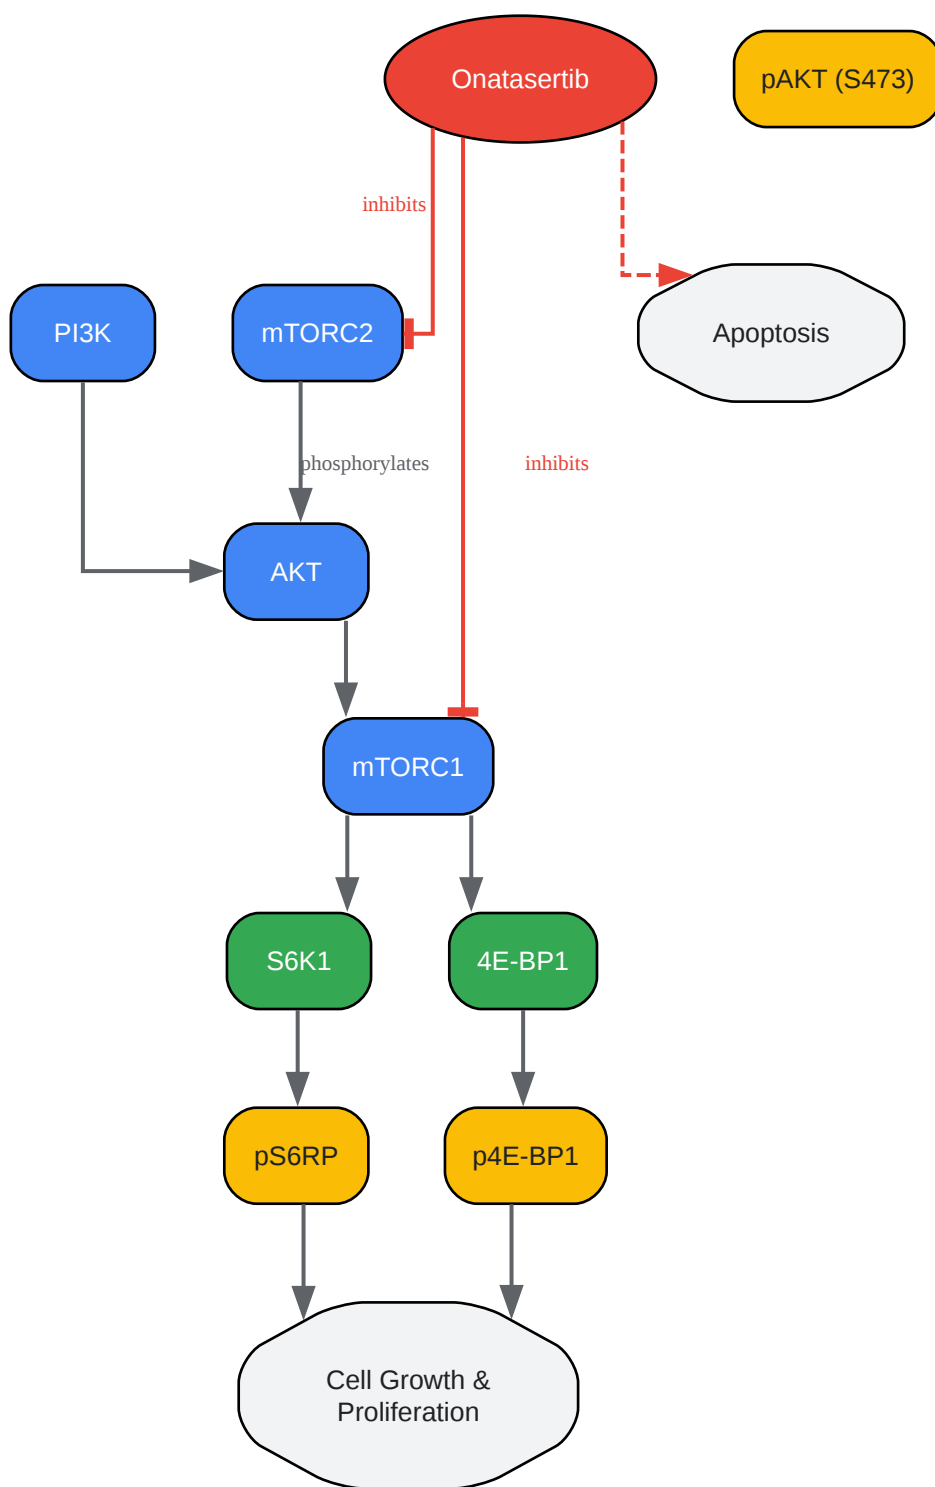 Onatasertib
pAKT (S473)
inhibits
PI3K
mTORC2
Apoptosis
phosphorylates
inhibits
AKT
mTORC1
S6K1
4E-BP1
pS6RP
p4E-BP1
Cell Growth &
Proliferation